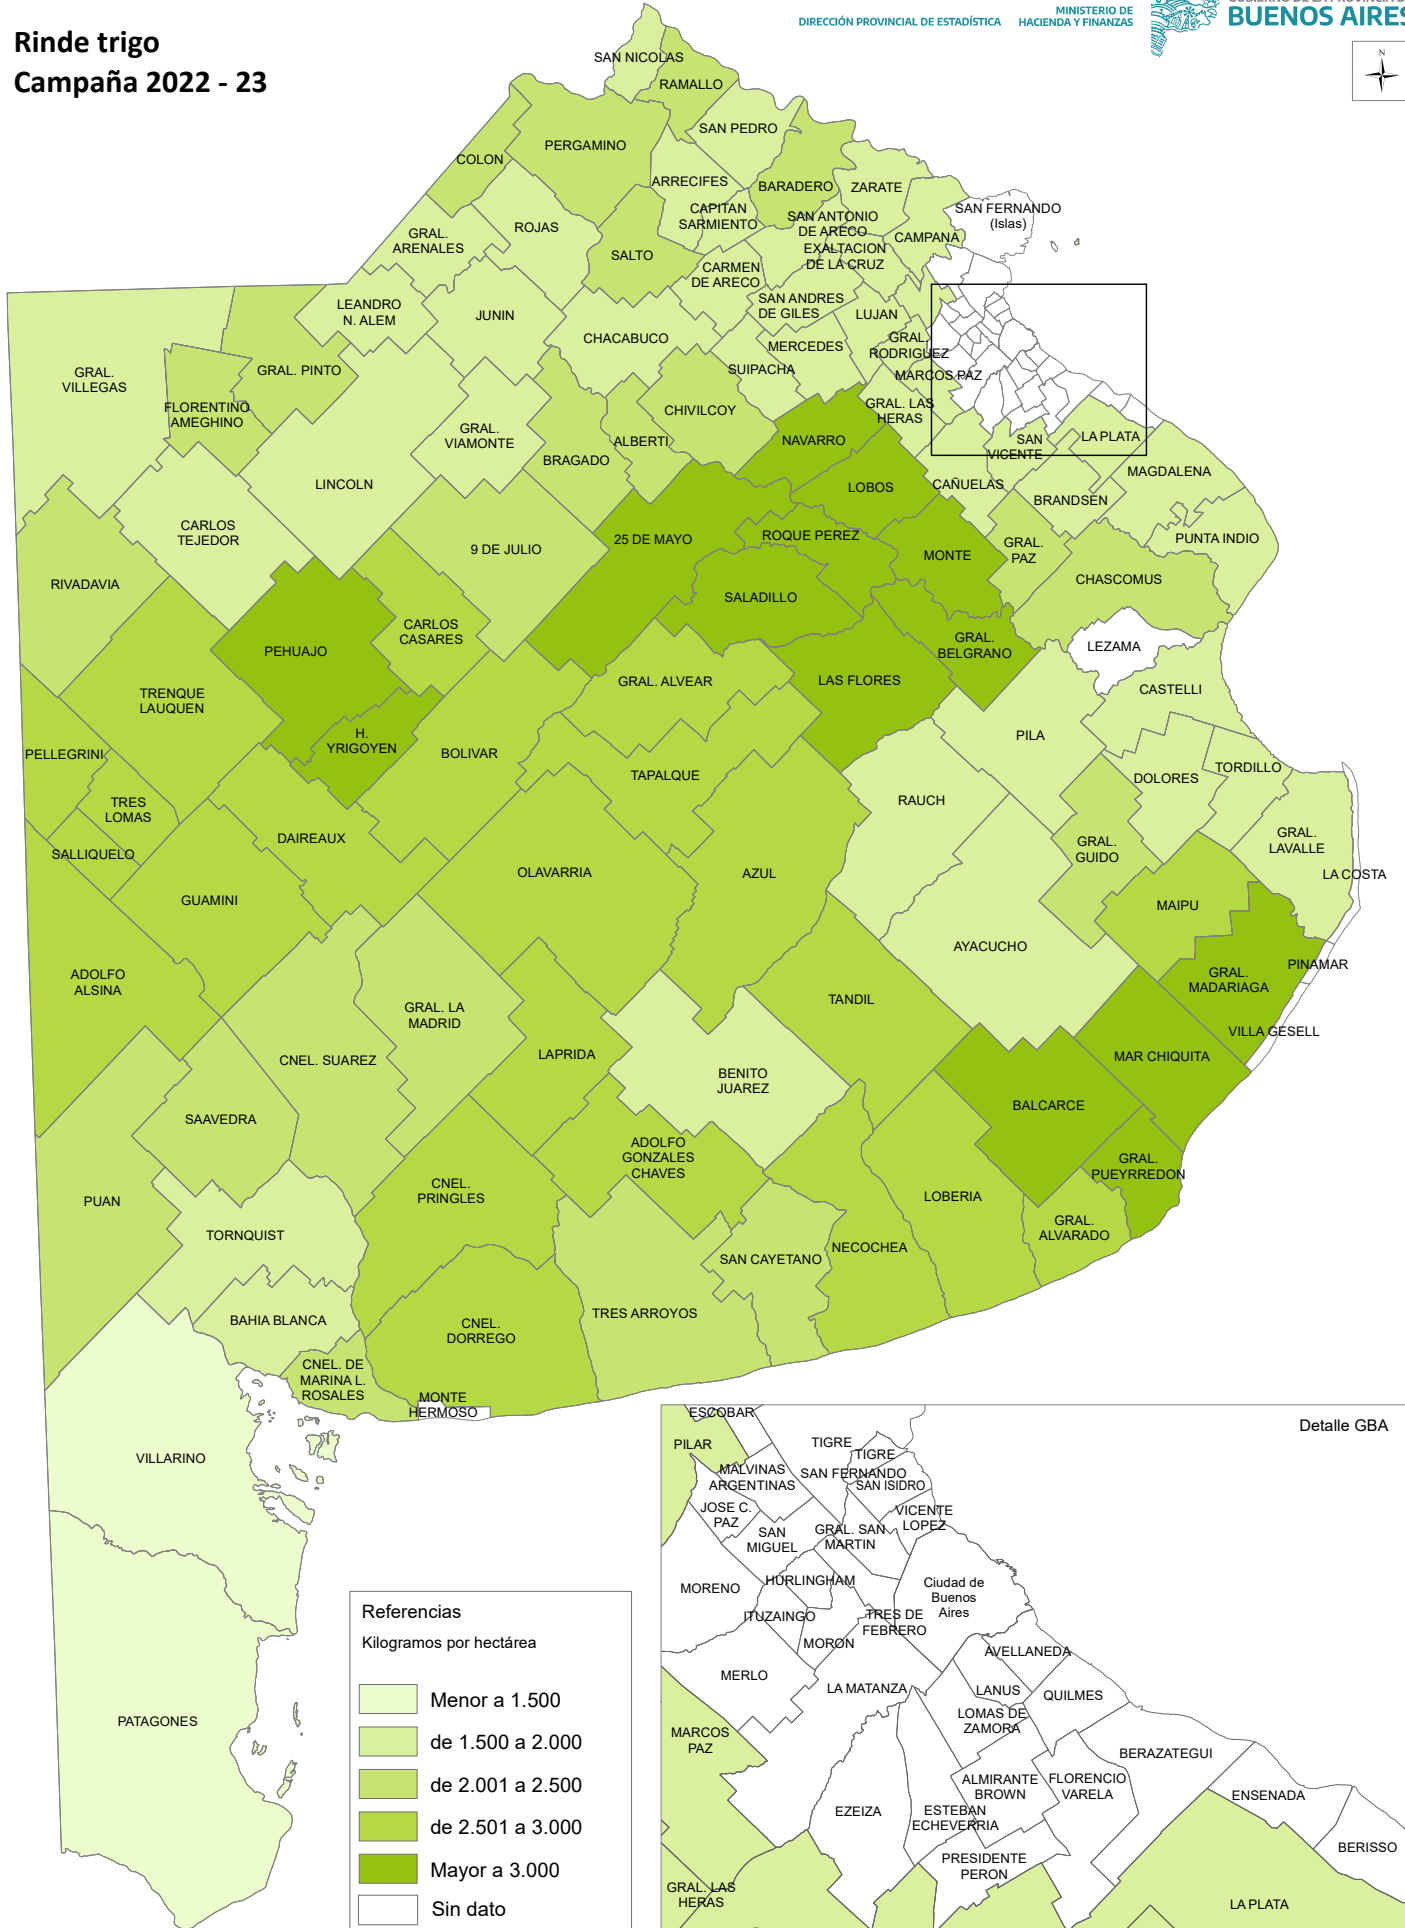 Rinde trigo
Campaña 2022 - 23
DIRECCIÓN PROVINCIAL DE ESTADÍSTICA
MINISTERIO DE
HACIENDA Y FINANZAS
BUENOS AIRES
N
SAN NICOLAS
RAMALLO
SAN PEDRO
PERGAMINO
COLON
ARRECIFES
BARADERO
ZARATE
CAPITAN
SARMIENTO
SAN ANTONIO
DE ARECO
SAN FERNANDO
(Islas)
ROJAS
GRAL.
ARENALES
SALTO
EXALTACION
DE LA CRUZ
CAMPANA
CARMEN
DE ARECO
LEANDRO
N. ALEM
JUNIN
SAN ANDRES
DE GILES
LUJAN
CHACABUCO
MERCEDES
GRAL.
RODRIGUEZ
GRAL.
VILLEGAS
GRAL. PINTO
SUIPACHA
MARCOS PAZ
FLORENTINO
AMEGHINO
CHIVILCOY
GRAL. LAS
HERAS
GRAL.
VIAMONTE
ALBERTI
NAVARRO
SAN
VICENTE
LA PLATA
BRAGADO
LINCOLN
LOBOS
CAÑUELAS
MAGDALENA
BRANDSEN
CARLOS
TEJEDOR
9 DE JULIO
25 DE MAYO
ROQUE PEREZ
MONTE
GRAL.
PAZ
PUNTA INDIO
RIVADAVIA
SALADILLO
CHASCOMUS
CARLOS
CASARES
PEHUAJO
GRAL.
BELGRANO
LEZAMA
TRENQUE
LAUQUEN
GRAL. ALVEAR
LAS FLORES
CASTELLI
H.
YRIGOYEN
PILA
PELLEGRINI
BOLIVAR
TAPALQUE
DOLORES
TORDILLO
TRES
LOMAS
RAUCH
DAIREAUX
GRAL.
GUIDO
GRAL.
LAVALLE
SALLIQUELO
OLAVARRIA
AZUL
LA COSTA
GUAMINI
MAIPU
AYACUCHO
ADOLFO
ALSINA
PINAMAR
GRAL.
MADARIAGA
TANDIL
GRAL. LA
MADRID
VILLA GESELL
CNEL. SUAREZ
LAPRIDA
MAR CHIQUITA
BENITO
JUAREZ
BALCARCE
SAAVEDRA
ADOLFO
GONZALES
CHAVES
GRAL.
PUEYRREDON
PUAN
CNEL.
PRINGLES
LOBERIA
TORNQUIST
GRAL.
ALVARADO
SAN CAYETANO
NECOCHEA
BAHIA BLANCA
TRES ARROYOS
CNEL.
DORREGO
CNEL. DE
MARINA L.
ROSALES
MONTE
HERMOSO
VILLARINO
PATAGONES
Referencias
Kilogramos por hectárea
Menor a 1.500
de 1.500 a 2.000
de 2.001 a 2.500
de 2.501 a 3.000
Mayor a 3.000
Sin dato
Detalle GBA
ESCOBAR
PILAR
TIGRE
TIGRE
MALVINAS
ARGENTINAS
SAN FERNANDO
SAN ISIDRO
JOSE C.
PAZ
VICENTE
LOPEZ
SAN
MIGUEL
GRAL. SAN
MARTIN
MORENO
HURLINGHAM
Ciudad de
Buenos
Aires
ITUZAINGO
TRES DE
FEBRERO
MORON
AVELLANEDA
MERLO
LA MATANZA
LANUS
QUILMES
LOMAS DE
ZAMORA
MARCOS
PAZ
BERAZATEGUI
ALMIRANTE
BROWN
FLORENCIO
VARELA
ENSENADA
EZEIZA
ESTEBAN
ECHEVERRIA
BERISSO
PRESIDENTE
PERON
GRAL. LAS
HERAS
LA PLATA